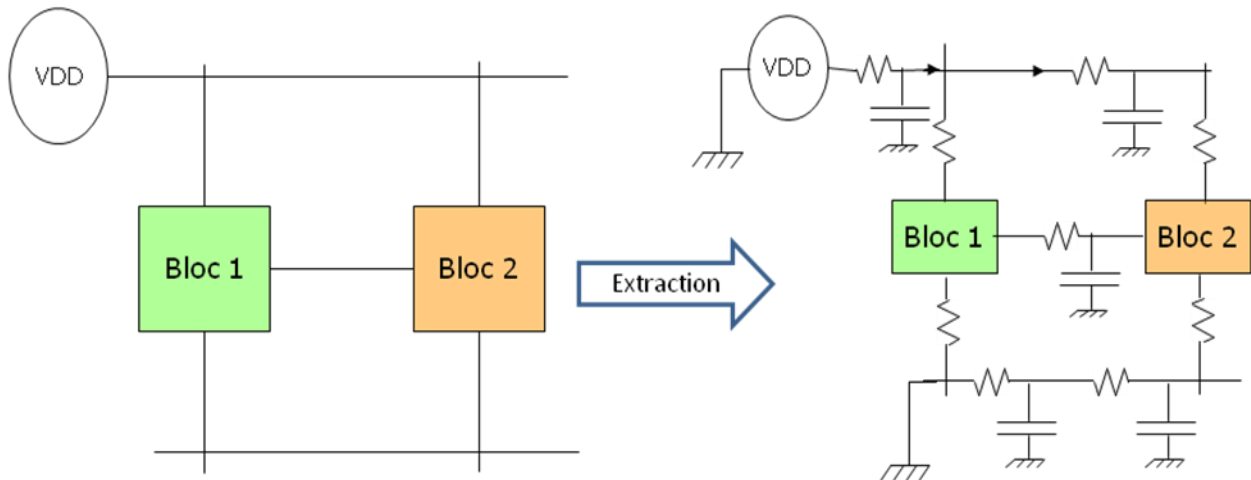 VDD
Bloc 1
Bloc 2
Extraction
VDD
Bloc 1
Bloc 2